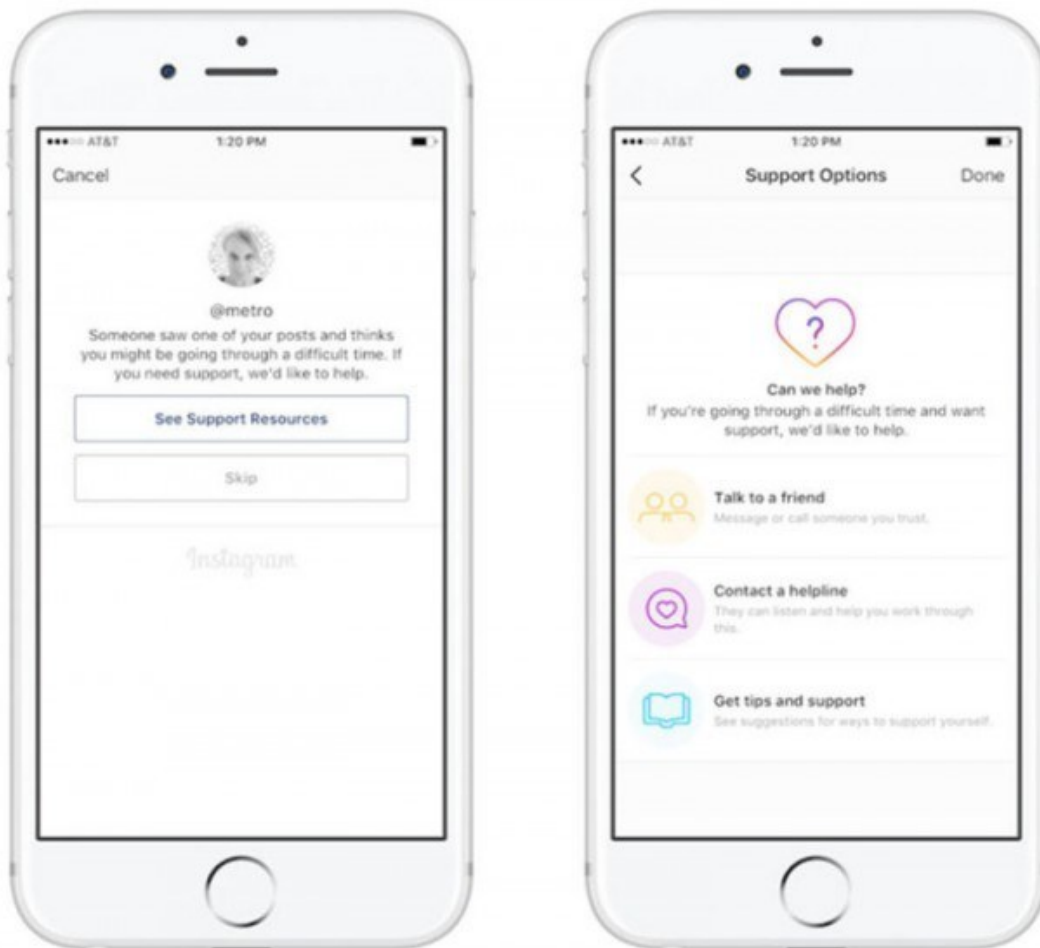 AT&T 1:20 PM
Cancel
@metro
Someone saw one of your posts and thinks
you might be going through a difficult time. If
you need support, we'd like to help.
See Support Resources
Skip
Instagram
AT&T 1:20 PM
Support Options Done
?
Can we help?
If you're going through a difficult time and want
support, we'd like to help.
Talk to a friend
Message or call someone you trust.
Contact a helpline
They can listen and help you work through
this.
Get tips and support
See suggestions for ways to support yourself.